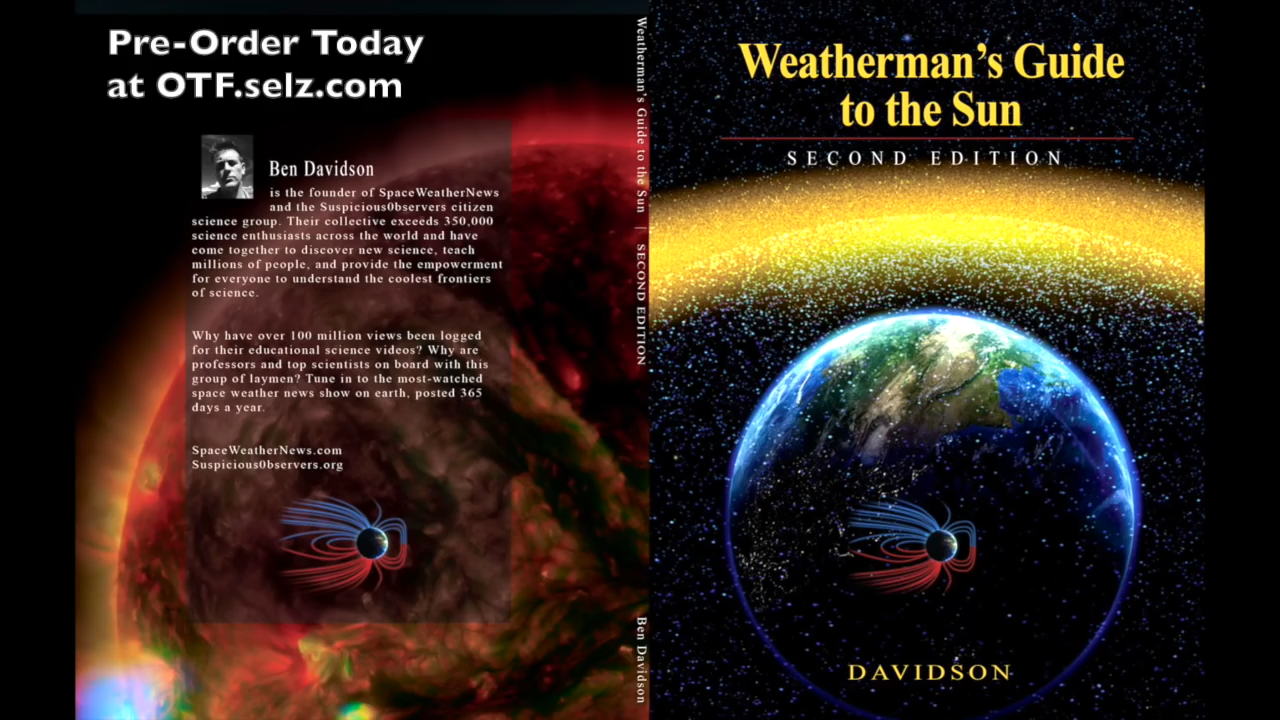 Pre-Order Today
at OTF.selz.com
Ben Davidson
is the founder of SpaceWeatherNews
and the Suspicious0bservers citizen
science group. Their collective exceeds 350,000
science enthusiasts across the world and have
come together to discover new science, teach
millions of people, and provide the empowerment
for everyone to understand the coolest frontiers
of science.
Why have over 100 million views been logged
for their educational science videos? Why are
professors and top scientists on board with this
group of laymen? Tune in to the most-watched
space weather news show on earth, posted 365
days a year.
SpaceWeatherNews.com
Suspicious0bservers.org
Weatherman's Guide to the Sun | SECOND EDITION
Ben Davidson
Weatherman's Guide
to the Sun
SECOND EDITION
DAVIDSON